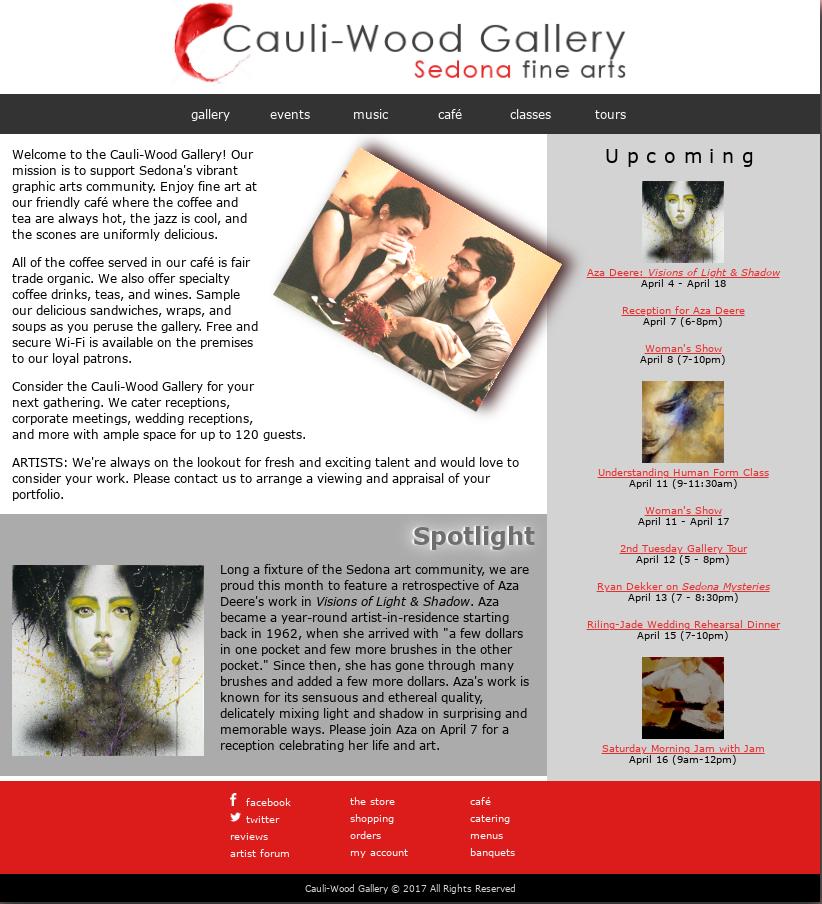 Cauli-Wood Gallery
Sedona fine arts
gallery events music café classes tours
Welcome to the Cauli-Wood Gallery! Our
mission is to support Sedona's vibrant
graphic arts community. Enjoy fine art at
our friendly café where the coffee and
tea are always hot, the jazz is cool, and
the scones are uniformly delicious.
All of the coffee served in our café is fair
trade organic. We also offer specialty
coffee drinks, teas, and wines. Sample
our delicious sandwiches, wraps, and
soups as you peruse the gallery. Free and
secure Wi-Fi is available on the premises
to our loyal patrons.
Consider the Cauli-Wood Gallery for your
next gathering. We cater receptions,
corporate meetings, wedding receptions,
and more with ample space for up to 120 guests.
ARTISTS: We're always on the lookout for fresh and exciting talent and would love to
consider your work. Please contact us to arrange a viewing and appraisal of your
portfolio.
Spotlight
Long a fixture of the Sedona art community, we are
proud this month to feature a retrospective of Aza
Deere's work in Visions of Light & Shadow. Aza
became a year-round artist-in-residence starting
back in 1962, when she arrived with "a few dollars
in one pocket and few more brushes in the other
pocket." Since then, she has gone through many
brushes and added a few more dollars. Aza's work is
known for its sensuous and ethereal quality,
delicately mixing light and shadow in surprising and
memorable ways. Please join Aza on April 7 for a
reception celebrating her life and art.
Upcoming
Aza Deere: Visions of Light & Shadow
April 4 - April 18
Reception for Aza Deere
April 7 (6-8pm)
Woman's Show
April 8 (7-10pm)
Understanding Human Form Class
April 11 (9-11:30am)
Woman's Show
April 11 - April 17
2nd Tuesday Gallery Tour
April 12 (5 - 8pm)
Ryan Dekker on Sedona Mysteries
April 13 (7 - 8:30pm)
Riling-Jade Wedding Rehearsal Dinner
April 15 (7-10pm)
Saturday Morning Jam with Jam
April 16 (9am-12pm)
facebook
twitter
reviews
artist forum
the store
shopping
orders
my account
café
catering
menus
banquets
Cauli-Wood Gallery © 2017 All Rights Reserved